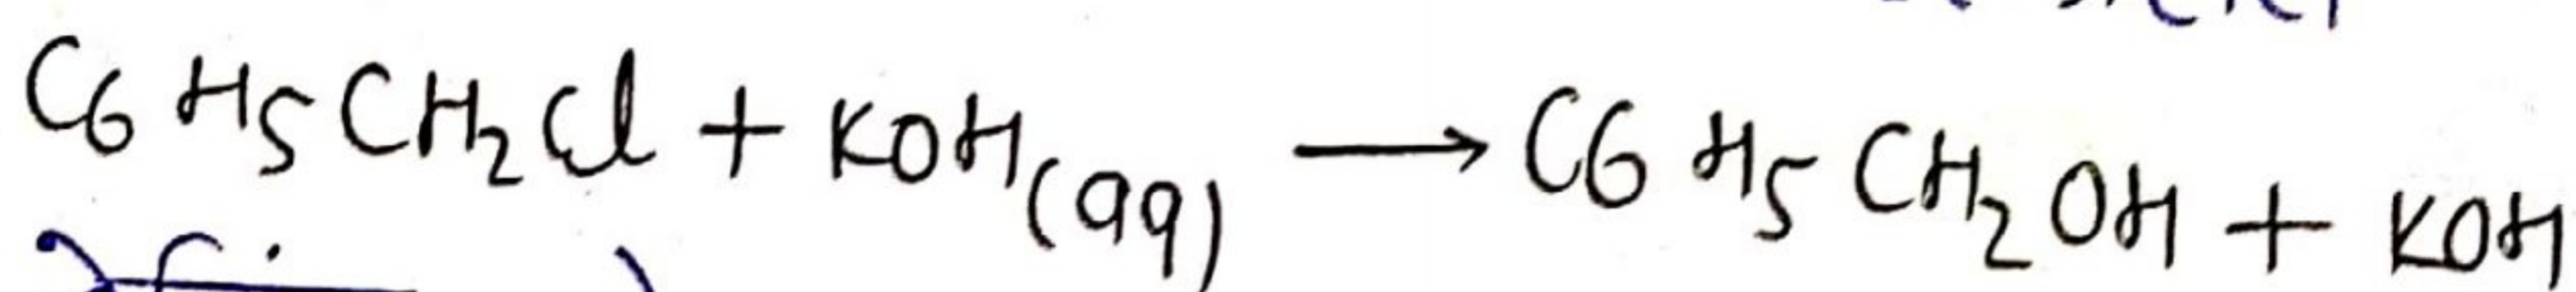 C6H5CH2Cl + KOH(aq) ⟶ C6H5CH2OH + KOH